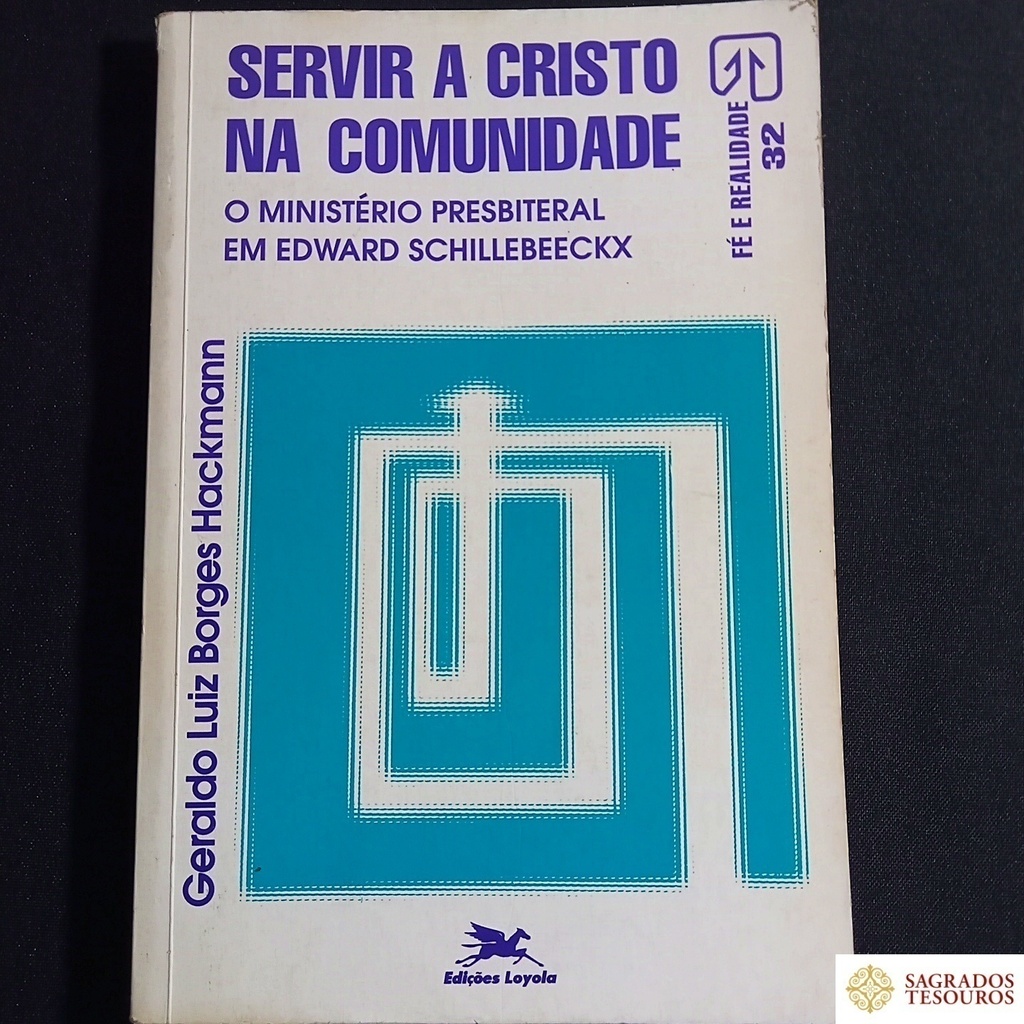 SERVIR A CRISTO
NA COMUNIDADE
O MINISTÉRIO PRESBITERAL
EM EDWARD SCHILLEBEECKX
FÉ E REALIDADE
32
Geraldo Luiz Borges Hackmann
Edições Loyola
SAGRADOS
TESOUROS